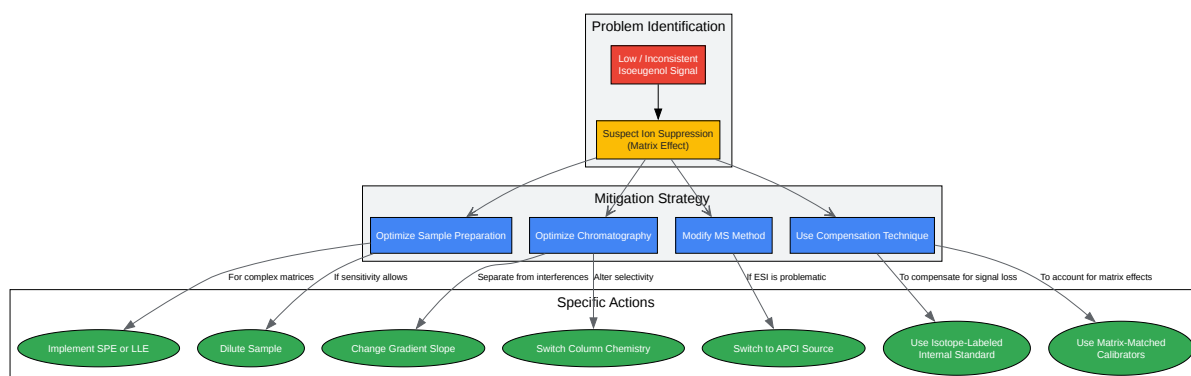 Problem Identification
Low / Inconsistent
Isoeugenol Signal
Suspect Ion Suppression
(Matrix Effect)
Mitigation Strategy
Optimize Sample Preparation
Optimize Chromatography
Modify MS Method
Use Compensation Technique
For complex matrices
If sensitivity allows
Separate from interferences
Alter selectivity
If ESI is problematic
To compensate for signal loss
To account for matrix effects
Specific Actions
Implement SPE or LLE
Dilute Sample
Change Gradient Slope
Switch Column Chemistry
Switch to APCI Source
Use Isotope-Labeled
Internal Standard
Use Matrix-Matched
Calibrators